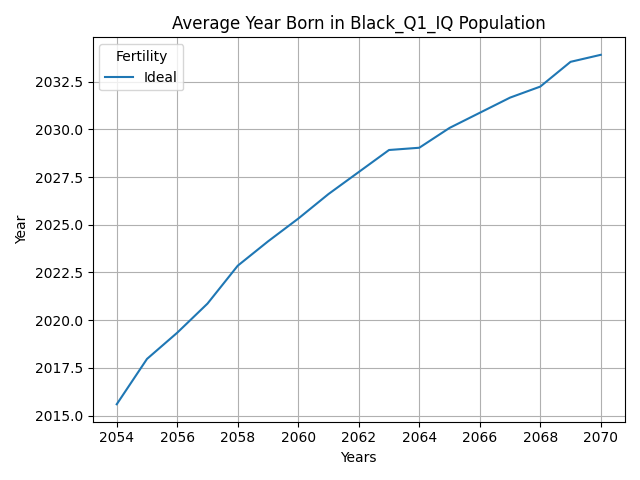 Average Year Born in Black_Q1_IQ Population
Fertility
Ideal
Year
2032.5
2030.0
2027.5
2025.0
2022.5
2020.0
2017.5
2015.0
2054 2056 2058 2060 2062 2064 2066 2068 2070
Years